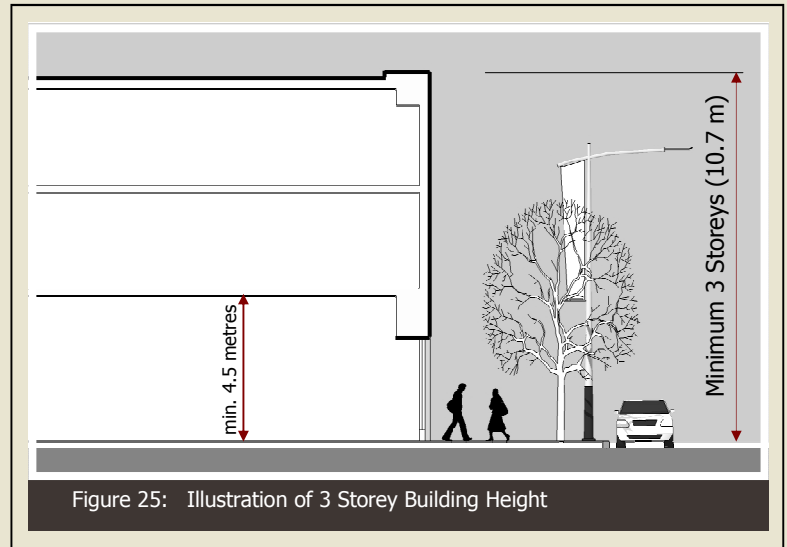 min. 4.5 metres
Minimum 3 Storeys (10.7 m)
Figure 25: Illustration of 3 Storey Building Height